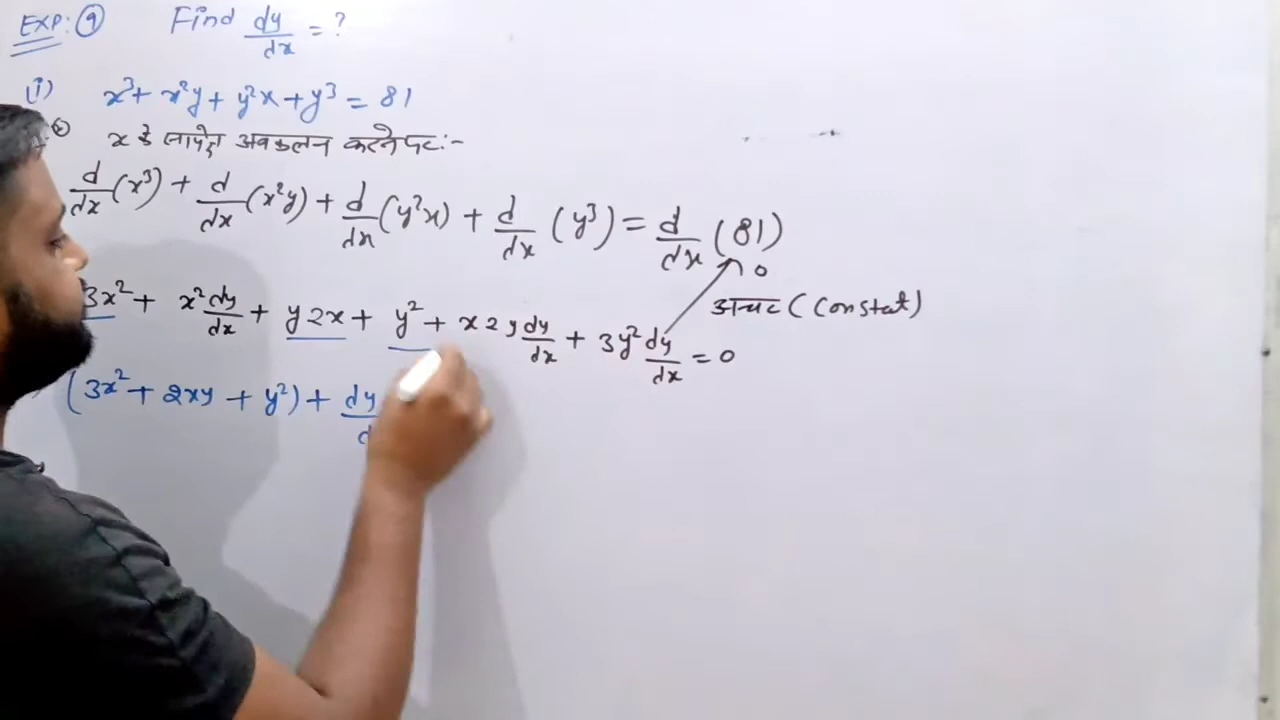 EXP: 9 Find dy/dx = ?
(i) x³ + x²y + y²x + y³ = 81
x के सापेक्ष अवकलन करने पर :-
d/dx (x³) + d/dx (x²y) + d/dx (y²x) + d/dx (y³) = d/dx (81)
0
अचर (Constat)
3x² + x² dy/dx + y2x + y² + x2y dy/dx + 3y² dy/dx = 0
(3x² + 2xy + y²) + dy